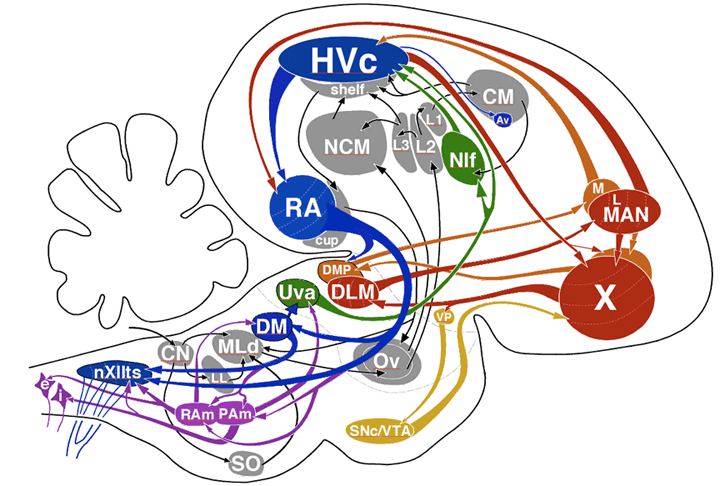 HVc
shelf
CM
Av
NCM
L3
L2
L1
NIf
RA
cup
M
L
MAN
DMP
DLM
X
Uva
DM
VP
CN
MLd
LL
Ov
nXIIts
e
i
RAm PAm
SNc/VTA)
SO